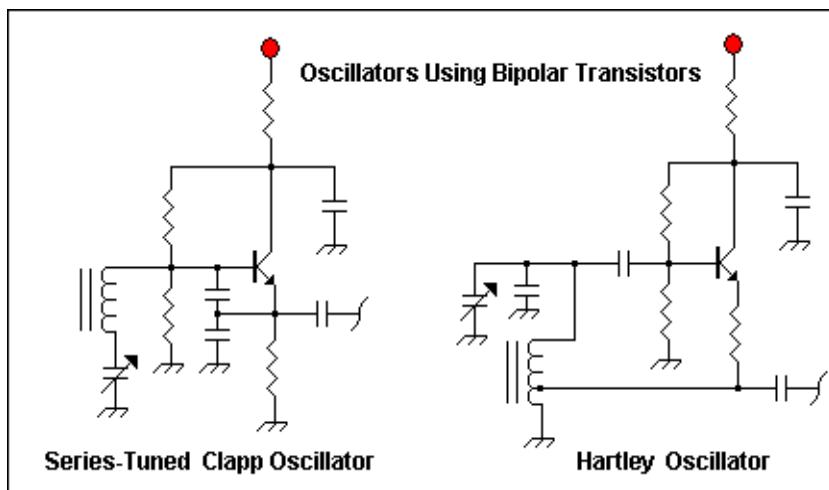 Oscillators Using Bipolar Transistors
Series-Tuned Clapp Oscillator
Hartley Oscillator